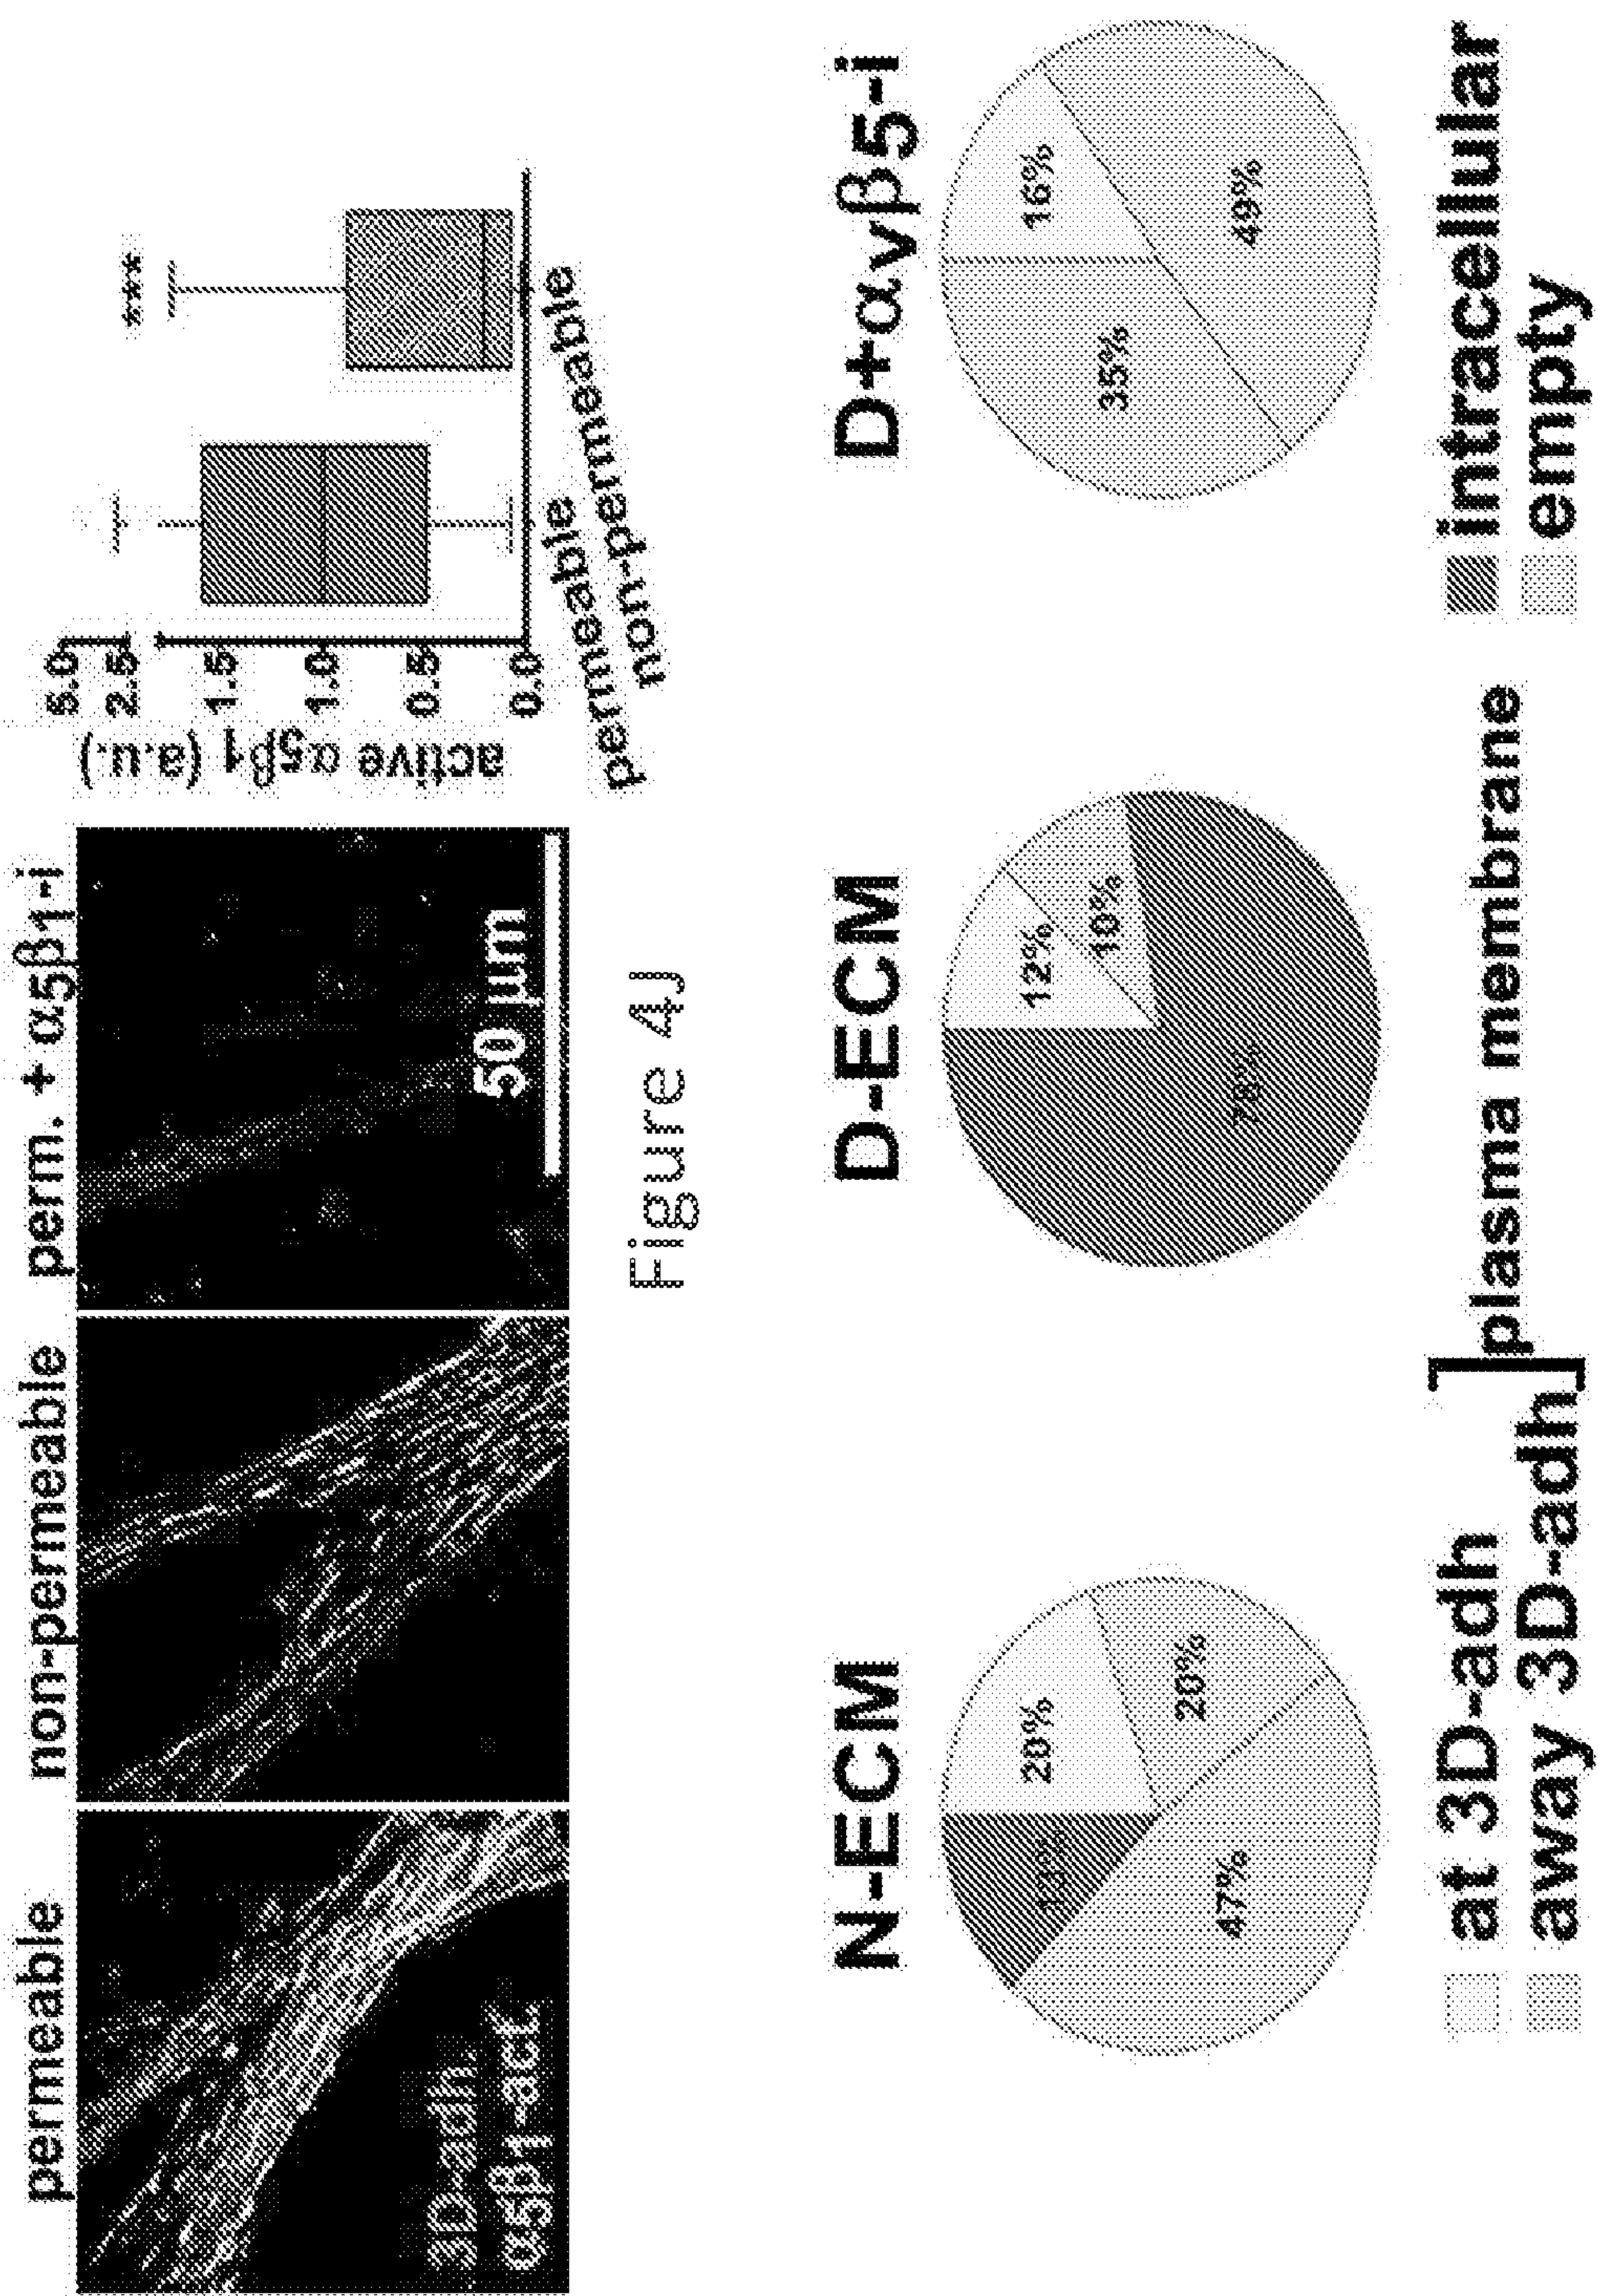 permeable
non-permeable
perm. + α5β1-i
3D-adh.
α5β1-act.
50 μm
active α5β1 (a.u.)
5.0
2.5
1.5
1.0
0.5
0.0
permeable
non-permeable
***
Figure 4J
N-ECM
D-ECM
D+αvβ5-i
20%
20%
47%
12%
10%
78%
16%
49%
35%
at 3D-adh
away 3D-adh
]plasma membrane
intracellular
empty